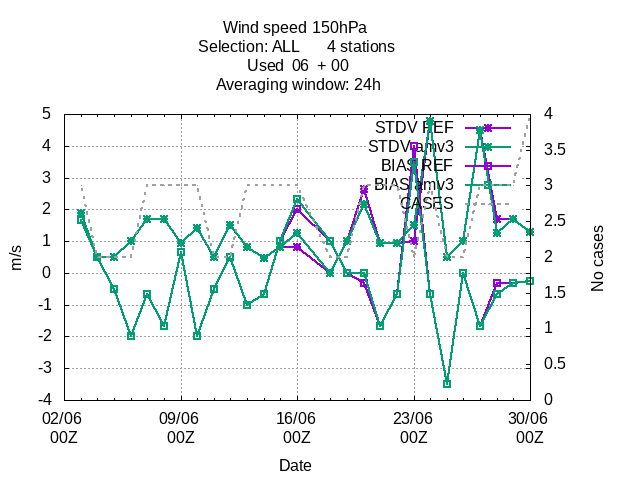 Wind speed 150hPa
Selection: ALL 4 stations
Used 06 + 00
Averaging window: 24h
STDV REF
STDV amv3
BIAS REF
BIAS amv3
CASES
5
4
3
2
1
0
-1
-2
-3
-4
m/s
4
3.5
3
2.5
2
1.5
1
0.5
0
No cases
02/06 09/06 16/06 23/06 30/06
00Z 00Z 00Z 00Z 00Z
Date